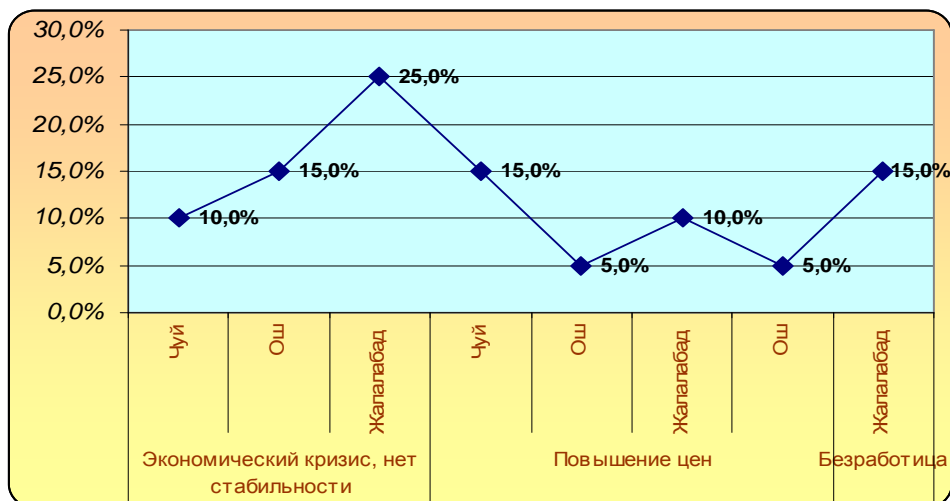 30,0%
25,0%
20,0%
15,0%
10,0%
5,0%
0,0%
10,0%
15,0%
25,0%
15,0%
5,0%
10,0%
5,0%
15,0%
Чуй
Ош
Жалалабад
Чуй
Ош
Жалалабад
Ош
Жалалабад
Экономический кризис, нет
стабильности
Повышение цен
Безработица